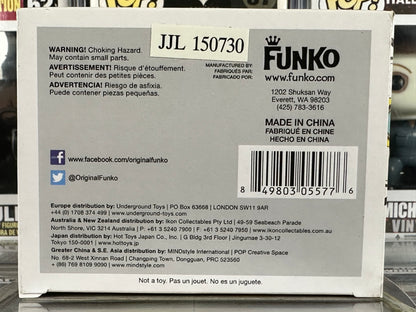 WARNING! Choking Hazard.
May contain small parts.
AVERTISSEMENT! Risque d'étouffement.
Peut contenir des petites pièces.
ADVERTENCIA! Riesgo de asfixia.
Puede contener piezas pequeñas.
JJL 150730
MANUFACTURED BY
FABRIQUÉS PAR:
FABRICADO POR:
FUNKO
www.funko.com
1202 Shuksan Way
Everett, WA 98203
(425) 783-3616
MADE IN CHINA
FABRIQUÉ EN CHINE
HECHO EN CHINA
www.facebook.com/originalfunko
@OriginalFunko
8 49803 05577 6
Europe distribution by: Underground Toys | PO Box 63668 | LONDON SW11 9AR
+44 (0) 1708 374 499 | www.underground-toys.com
Australia & New Zealand distribution by: Ikon Collectables Pty Ltd | 49-59 Seabeach Parade
North Shore, VIC 3214 Australia | P: +61 3 5240 7950 | F: +61 3 5240 7900 | www.ikoncollectables.com.au
Japan distribution by: Hot Toys Japan Co., Inc. | G Bldg 3rd Floor | Jingumae 3-30-12
Tokyo 150-0001 | www.hottoys.jp
Greater China & S.E. Asia distribution by: MINDstyle | POP Creative Space
No. 68-2 West Xinnan Road | Changping Town, Dongguan, PRC 523560
+ (86) 769 8109 9090 | www.mindstyle.com
Not a toy. Pas un jouet. No es un juguete.